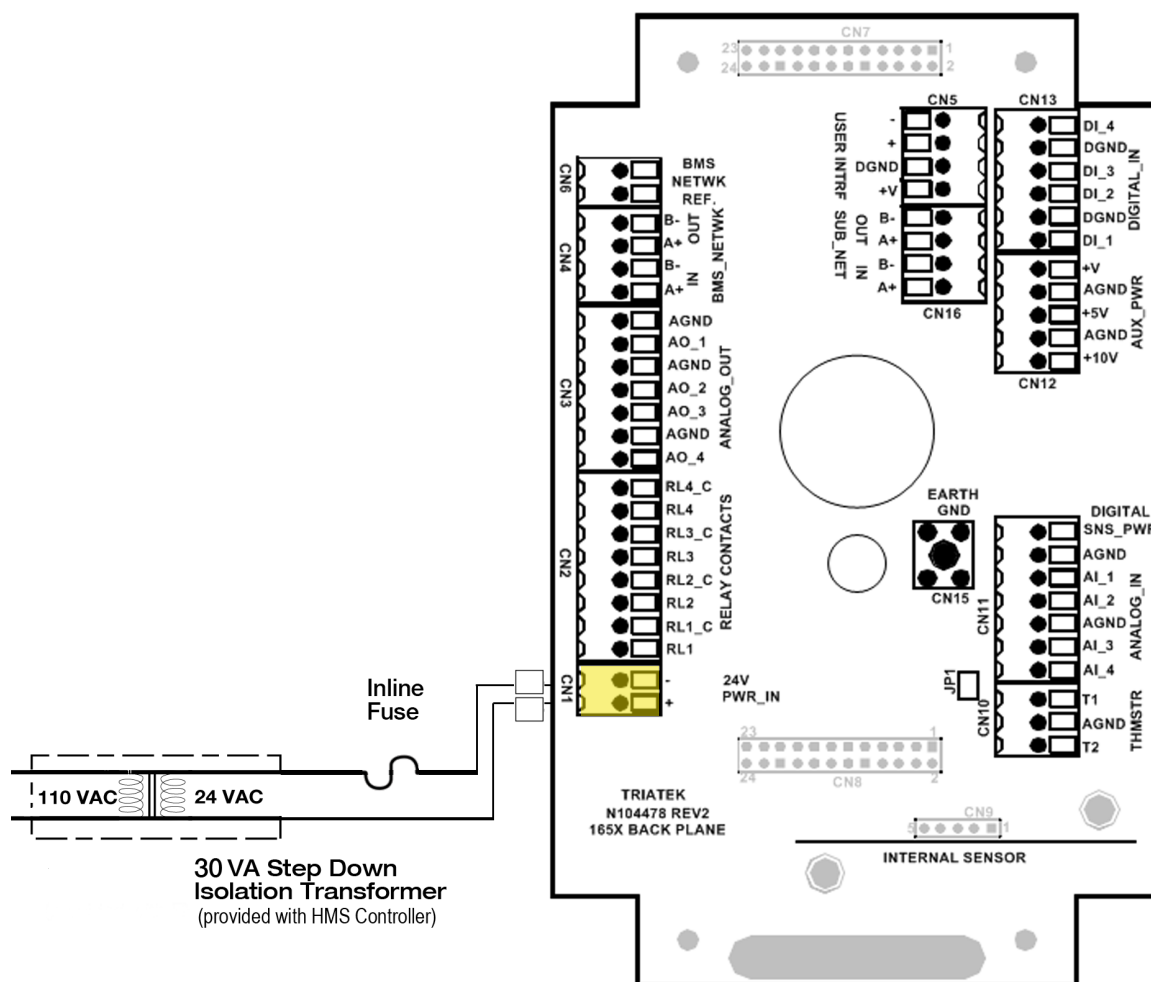 CN7
23
1
24
2
CN5
CN13
USER INTRF
-
+
DGND
+V
DI_4
DGND
DI_3
DI_2
DGND
DI_1
DIGITAL_IN
CN6
BMS
NETWK
REF.
CN4
B-
A+
OUT
B-
A+
IN
BMS_NETWK
SUB_NET
B-
A+
OUT
B-
A+
IN
CN16
+V
AGND
+5V
AGND
+10V
AUX_PWR
CN12
CN3
AGND
AO_1
AGND
AO_2
AO_3
AGND
AO_4
ANALOG_OUT
CN2
RL4_C
RL4
RL3_C
RL3
RL2_C
RL2
RL1_C
RL1
RELAY CONTACTS
EARTH
GND
CN15
DIGITAL
SNS_PWR
AGND
AI_1
AI_2
AGND
AI_3
AI_4
CN11
ANALOG_IN
CN1
-
+
24V
PWR_IN
JP1
CN10
T1
AGND
T2
THMSTR
Inline
Fuse
110 VAC
24 VAC
30 VA Step Down
Isolation Transformer
(provided with HMS Controller)
23
1
24
2
CN8
TRIATEK
N104478 REV2
165X BACK PLANE
CN9
5
1
INTERNAL SENSOR